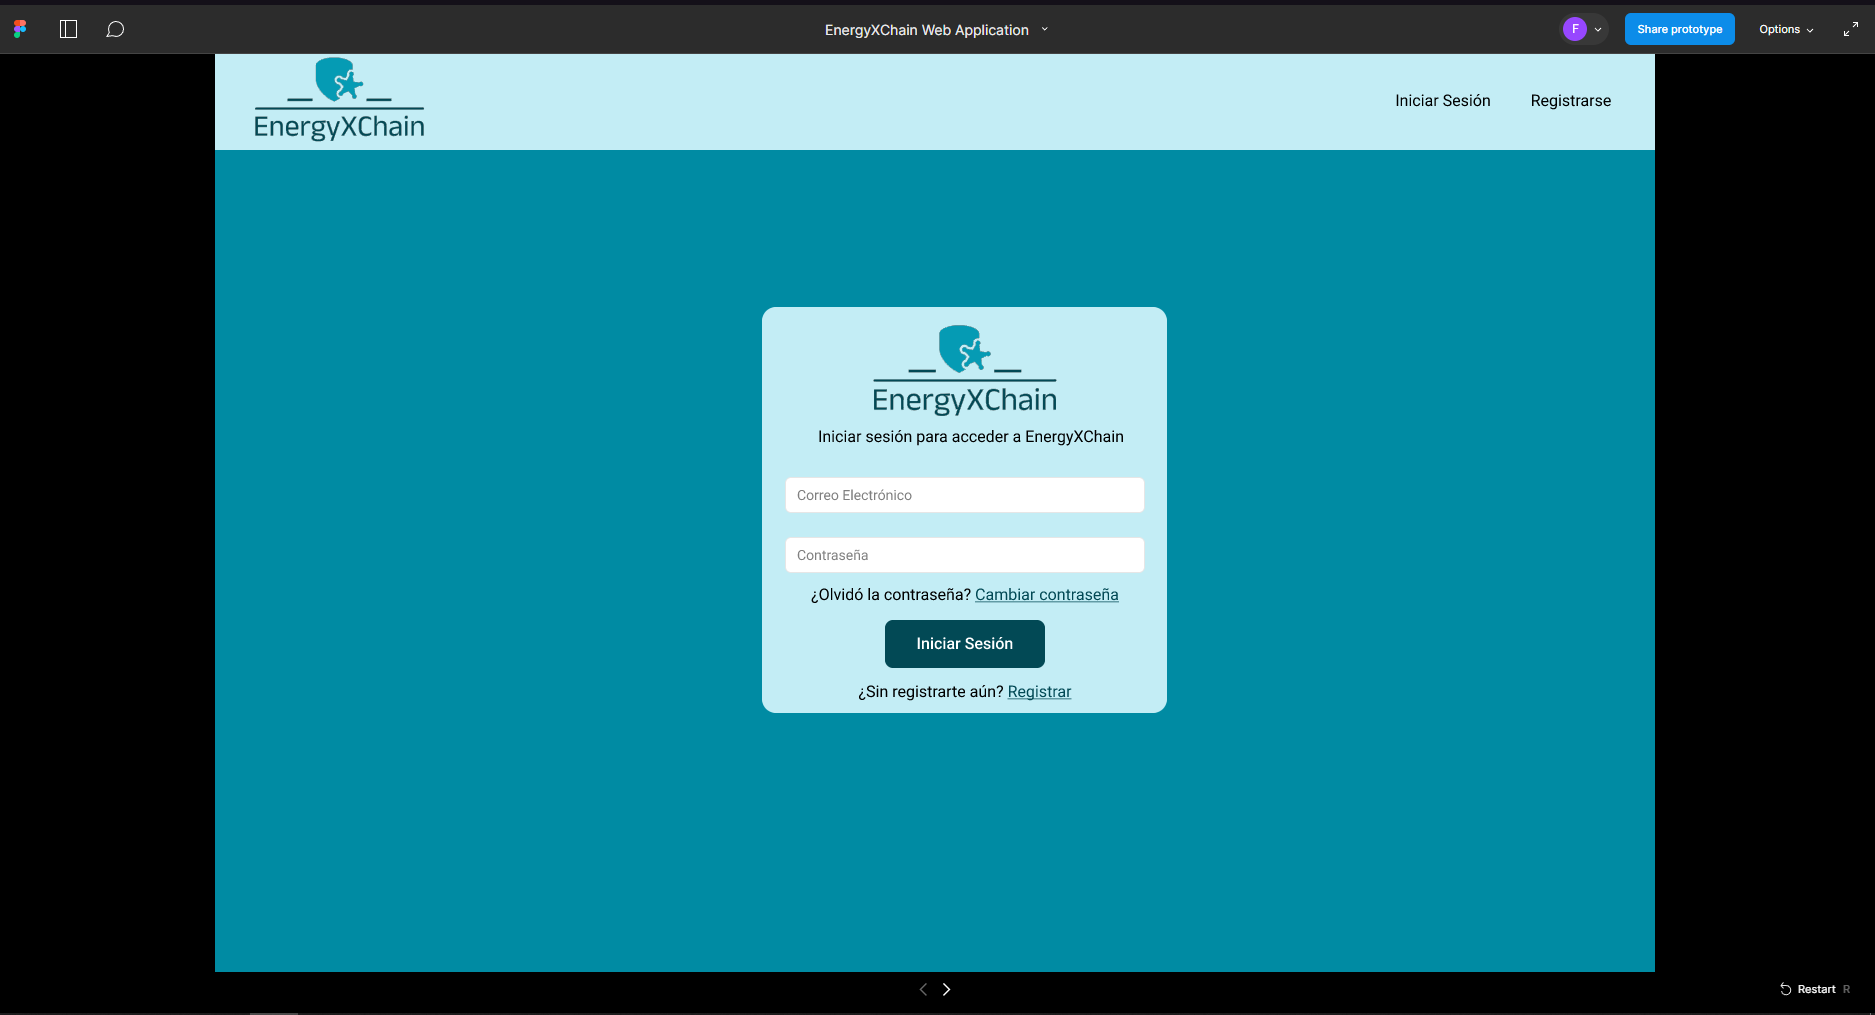 EnergyXChain Web Application
F
Share prototype
Options
EnergyXChain
Iniciar Sesión
Registrarse
EnergyXChain
Iniciar sesión para acceder a EnergyXChain
Correo Electrónico
Contraseña
¿Olvidó la contraseña? Cambiar contraseña
Iniciar Sesión
¿Sin registrarte aún? Registrar
Restart R